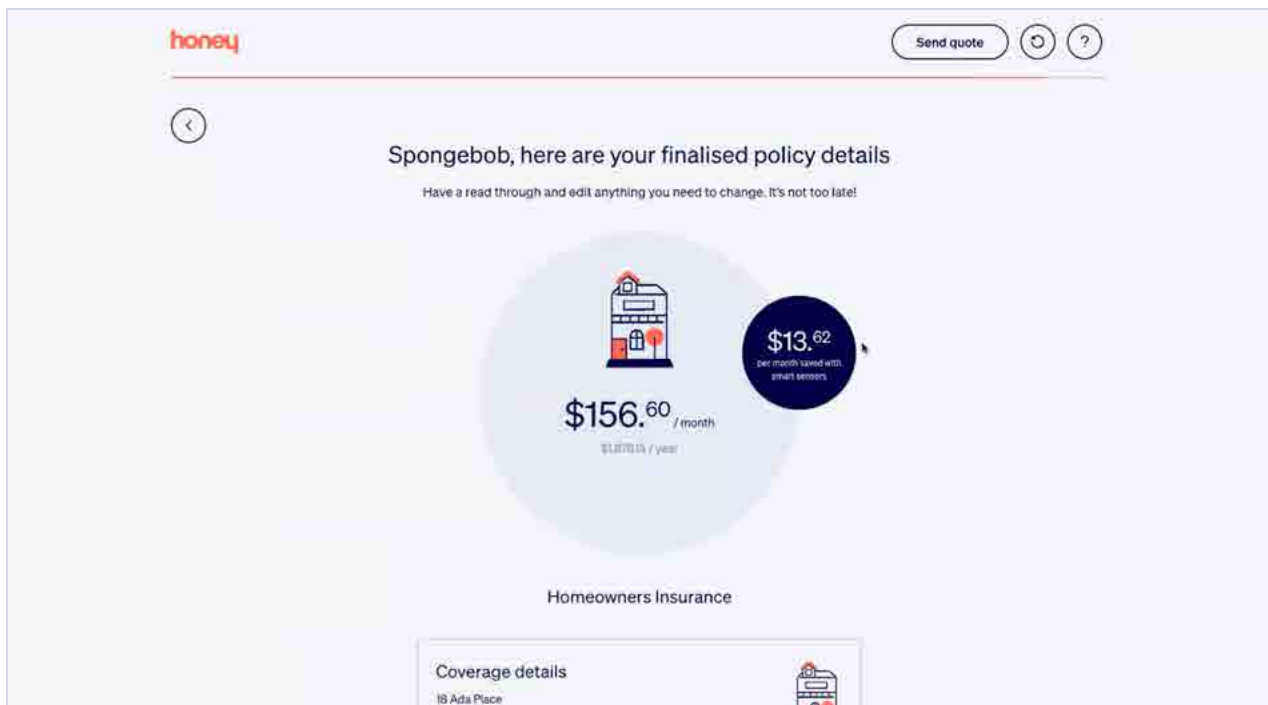 honey
Send quote
?
Spongebob, here are your finalised policy details
Have a read through and edit anything you need to change. It's not too late!
$13.62
per month saved with
smart sensors
$156.60 / month
/ year
Homeowners Insurance
Coverage details
18 Ada Place